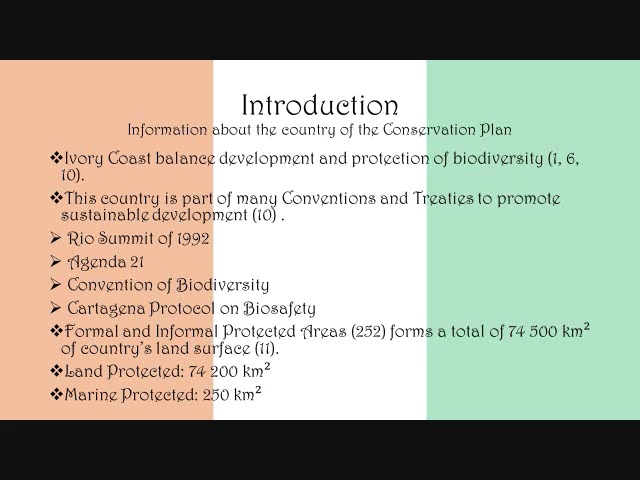 Introduction
Information about the country of the Conservation Plan
❖Ivory Coast balance development and protection of biodiversity (1, 6,
10).
❖This country is part of many Conventions and Treaties to promote
sustainable development (10) .
➢ Rio Summit of 1992
➢ Agenda 21
➢ Convention of Biodiversity
➢ Cartagena Protocol on Biosafety
❖Formal and Informal Protected Areas (252) forms a total of 74 500 km²
of country's land surface (11).
❖Land Protected: 74 200 km²
❖Marine Protected: 250 km²